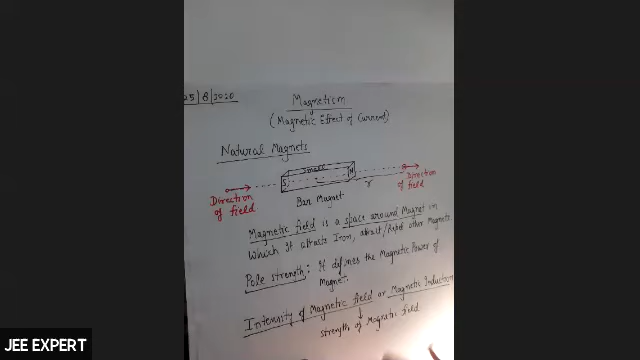 25/8/2020
Magnetism
(Magnetic Effect of Current)
Natural Magnets
small
S N
Direction of field
r
Direction of field
Bar Magnet
Magnetic field is a space around Magnet in
which It attracts Iron, attract/Repel other Magnets
Pole strength: It defines the Magnetic Power of
Magnet.
Intensity of Magnetic field or Magnetic Induction
strength of Magnetic field.
JEE EXPERT